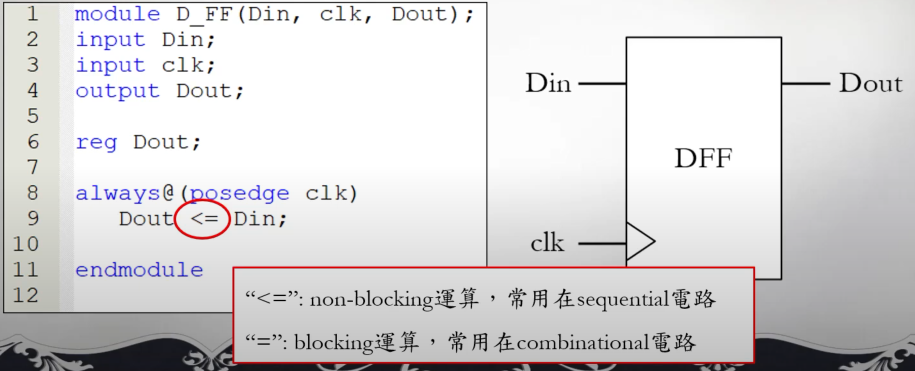 1 module D_FF(Din, clk, Dout);
2 input Din;
3 input clk;
4 output Dout;
5
6 reg Dout;
7
8 always@(posedge clk)
9 Dout <= Din;
10
11 endmodule
12
Din
Dout
DFF
clk
“<=”: non-blocking運算，常用在sequential電路
“=”: blocking運算，常用在combinational電路